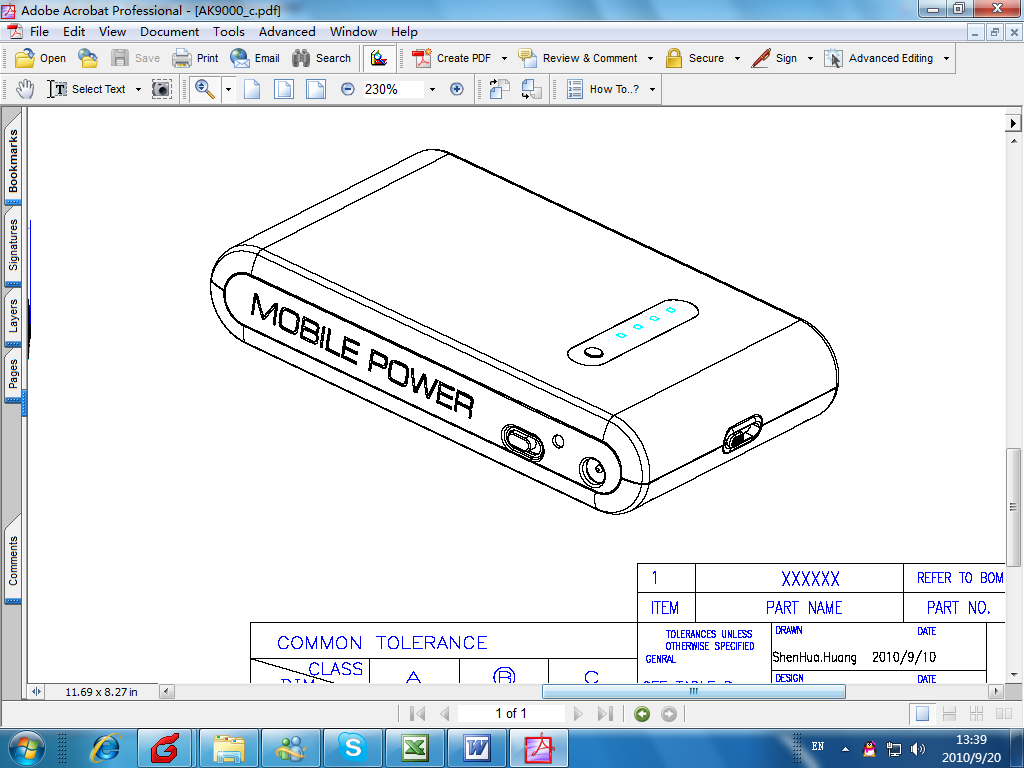 Adobe Acrobat Professional - [AK9000_c.pdf]
File Edit View Document Tools Advanced Window Help
Open Save Print Email Search Create PDF Review & Comment Secure Sign Advanced Editing
Select Text 230% How To..?
Bookmarks
Signatures
Layers
Pages
Comments
MOBILE POWER
1 XXXXXX REFER TO BOM
ITEM PART NAME PART NO.
COMMON TOLERANCE
TOLERANCES UNLESS
OTHERWISE SPECIFIED
GENRAL
DRAWN DATE
ShenHua.Huang 2010/9/10
DESIGN DATE
CLASS
A B C
11.69 x 8.27 in
1 of 1
EN
13:39
2010/9/20